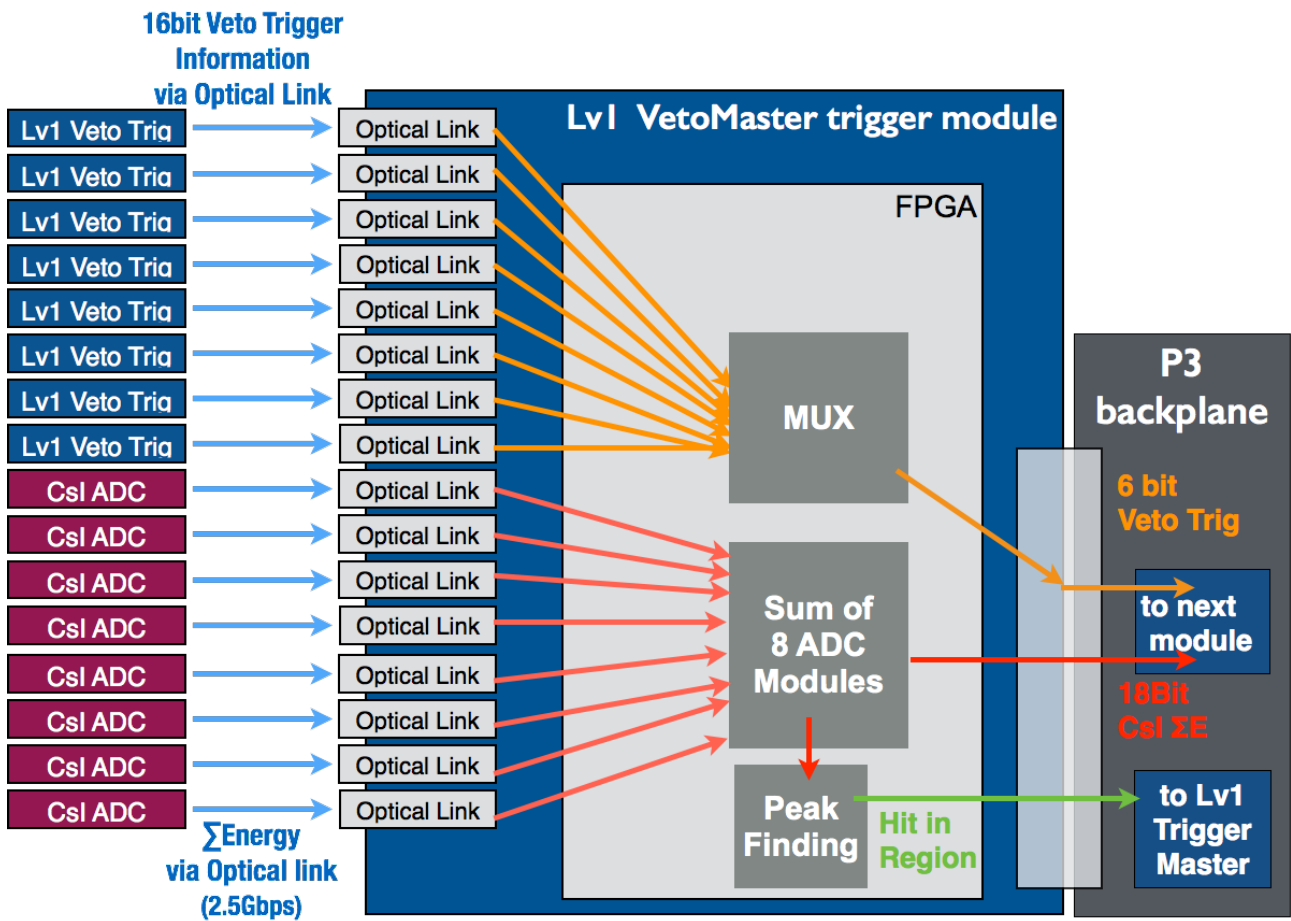 16bit Veto Trigger
Information
via Optical Link
Lv1 VetoMaster trigger module
FPGA
Lv1 Veto Trig
Optical Link
Lv1 Veto Trig
Optical Link
Lv1 Veto Trig
Optical Link
Lv1 Veto Trig
Optical Link
Lv1 Veto Trig
Optical Link
Lv1 Veto Trig
Optical Link
Lv1 Veto Trig
Optical Link
Lv1 Veto Trig
Optical Link
CsI ADC
Optical Link
CsI ADC
Optical Link
CsI ADC
Optical Link
CsI ADC
Optical Link
CsI ADC
Optical Link
CsI ADC
Optical Link
CsI ADC
Optical Link
CsI ADC
Optical Link
∑Energy
via Optical link
(2.5Gbps)
MUX
Sum of
8 ADC
Modules
Peak
Finding
Hit in
Region
P3
backplane
6 bit
Veto Trig
to next
module
18Bit
CsI ΣE
to Lv1
Trigger
Master